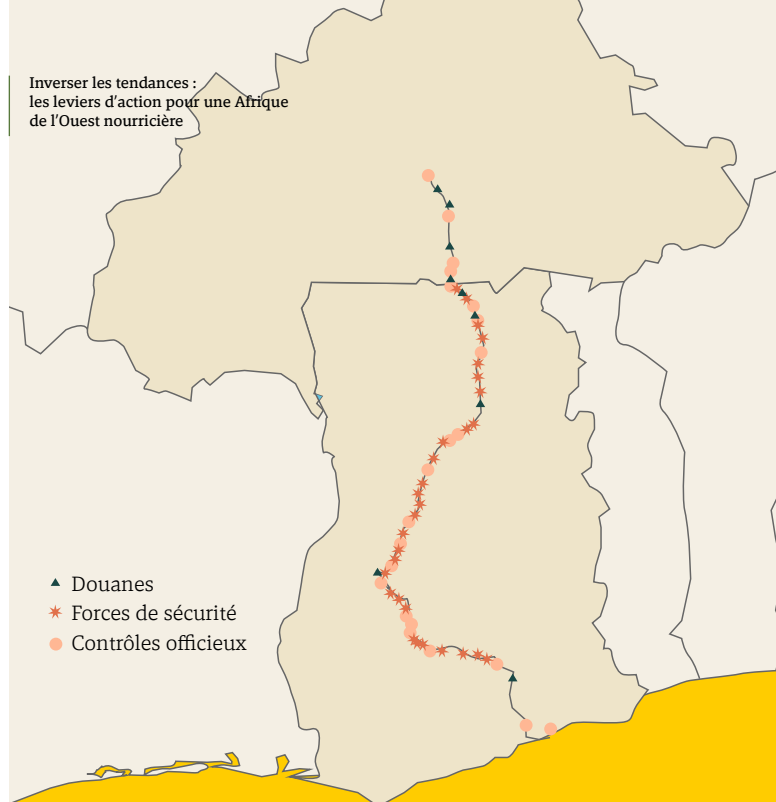 Inverser les tendances :
les leviers d’action pour une Afrique
de l’Ouest nourricière
Douanes
Forces de sécurité
Contrôles officieux